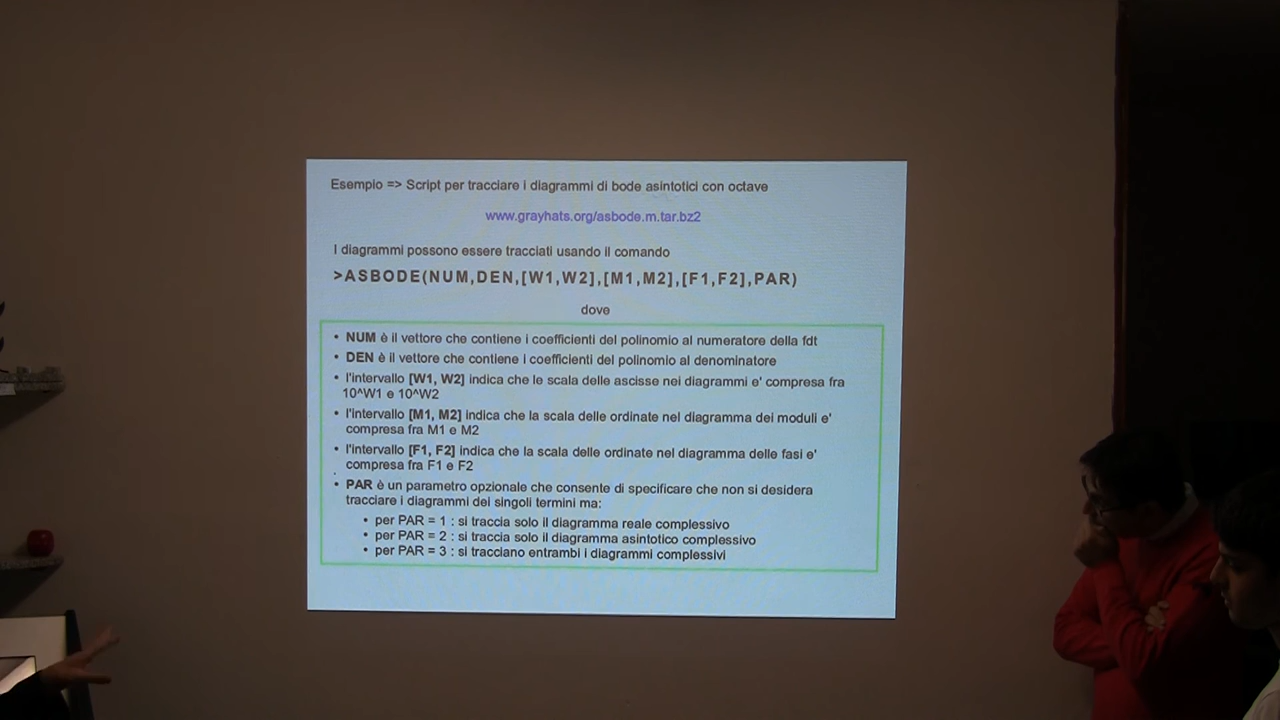 Esempio => Script per tracciare i diagrammi di bode asintotici con octave
www.grayhats.org/asbode.m.tar.bz2
I diagrammi possono essere tracciati usando il comando
>ASBODE(NUM,DEN,[W1,W2],[M1,M2],[F1,F2],PAR)
dove
• NUM è il vettore che contiene i coefficienti del polinomio al numeratore della fdt
• DEN è il vettore che contiene i coefficienti del polinomio al denominatore
• l'intervallo [W1, W2] indica che le scala delle ascisse nei diagrammi e' compresa fra
10^W1 e 10^W2
• l'intervallo [M1, M2] indica che la scala delle ordinate nel diagramma dei moduli e'
compresa fra M1 e M2
• l'intervallo [F1, F2] indica che la scala delle ordinate nel diagramma delle fasi e'
compresa fra F1 e F2
• PAR è un parametro opzionale che consente di specificare che non si desidera
tracciare i diagrammi dei singoli termini ma:
• per PAR = 1 : si traccia solo il diagramma reale complessivo
• per PAR = 2 : si traccia solo il diagramma asintotico complessivo
• per PAR = 3 : si tracciano entrambi i diagrammi complessivi